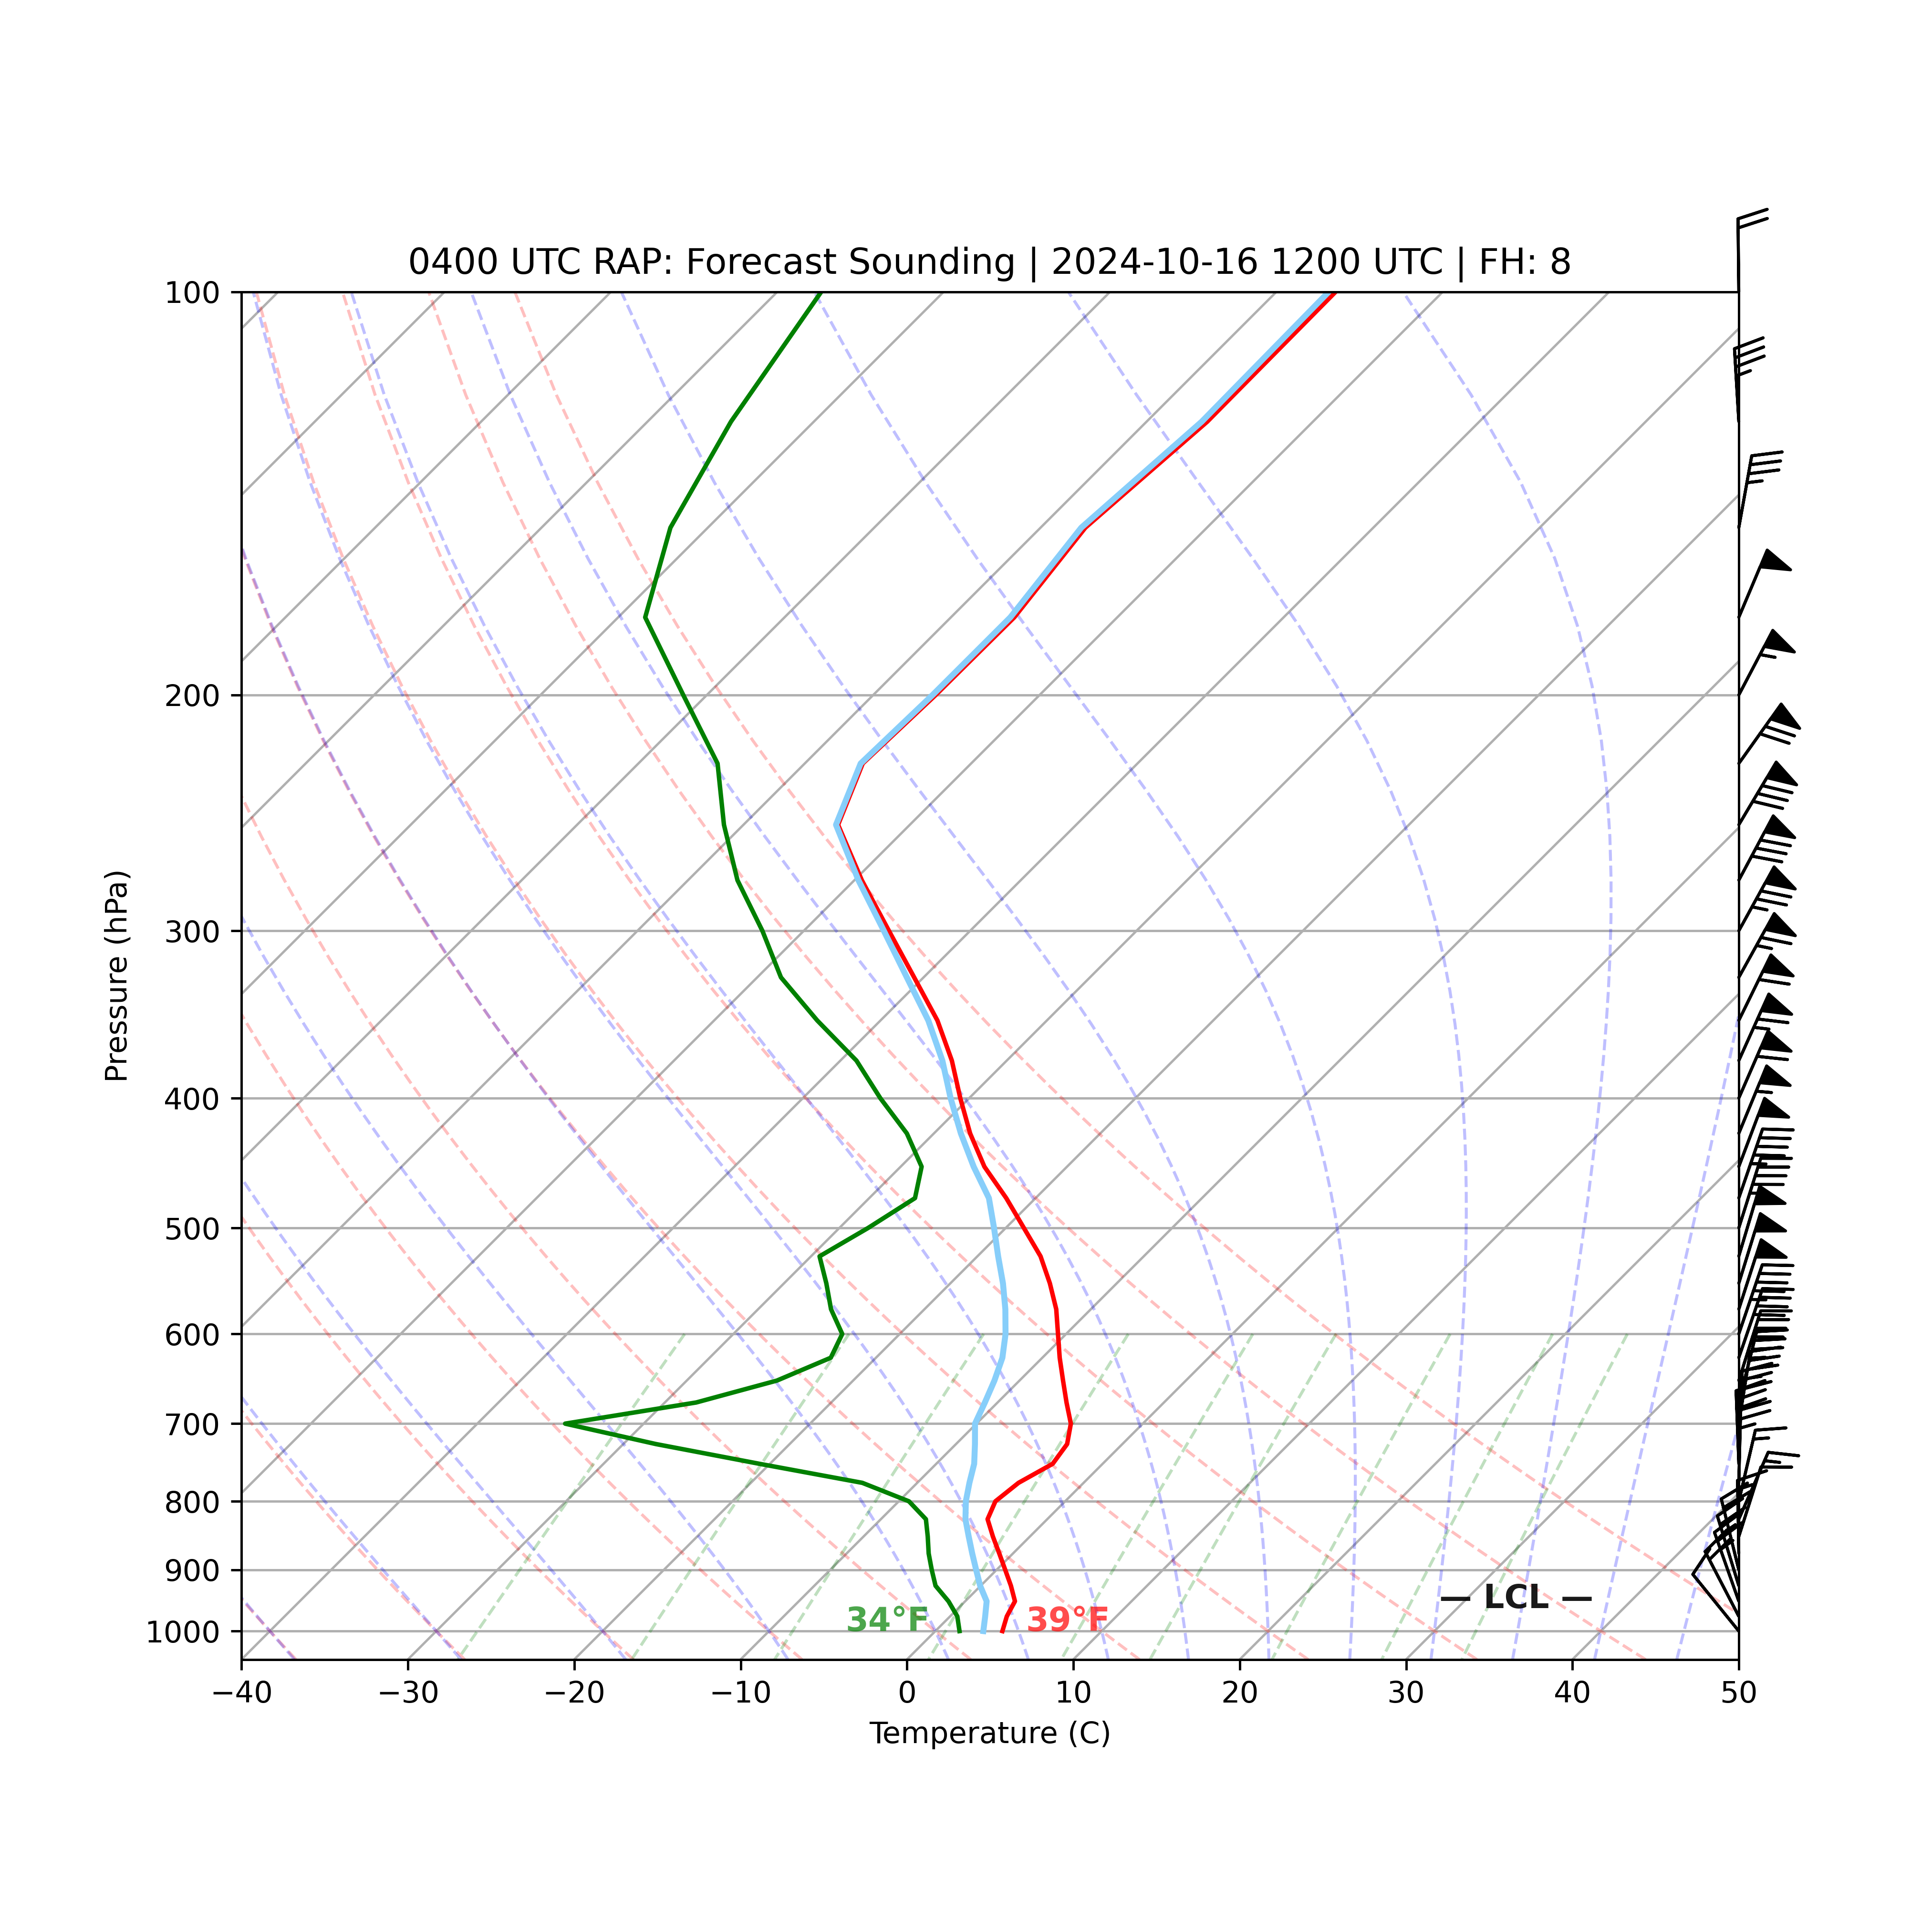 0400 UTC RAP: Forecast Sounding | 2024-10-16 1200 UTC | FH: 8
100
200
300
400
500
600
700
800
900
1000
Pressure (hPa)
— LCL —
34°F
39°F
−40 −30 −20 −10 0 10 20 30 40 50
Temperature (C)